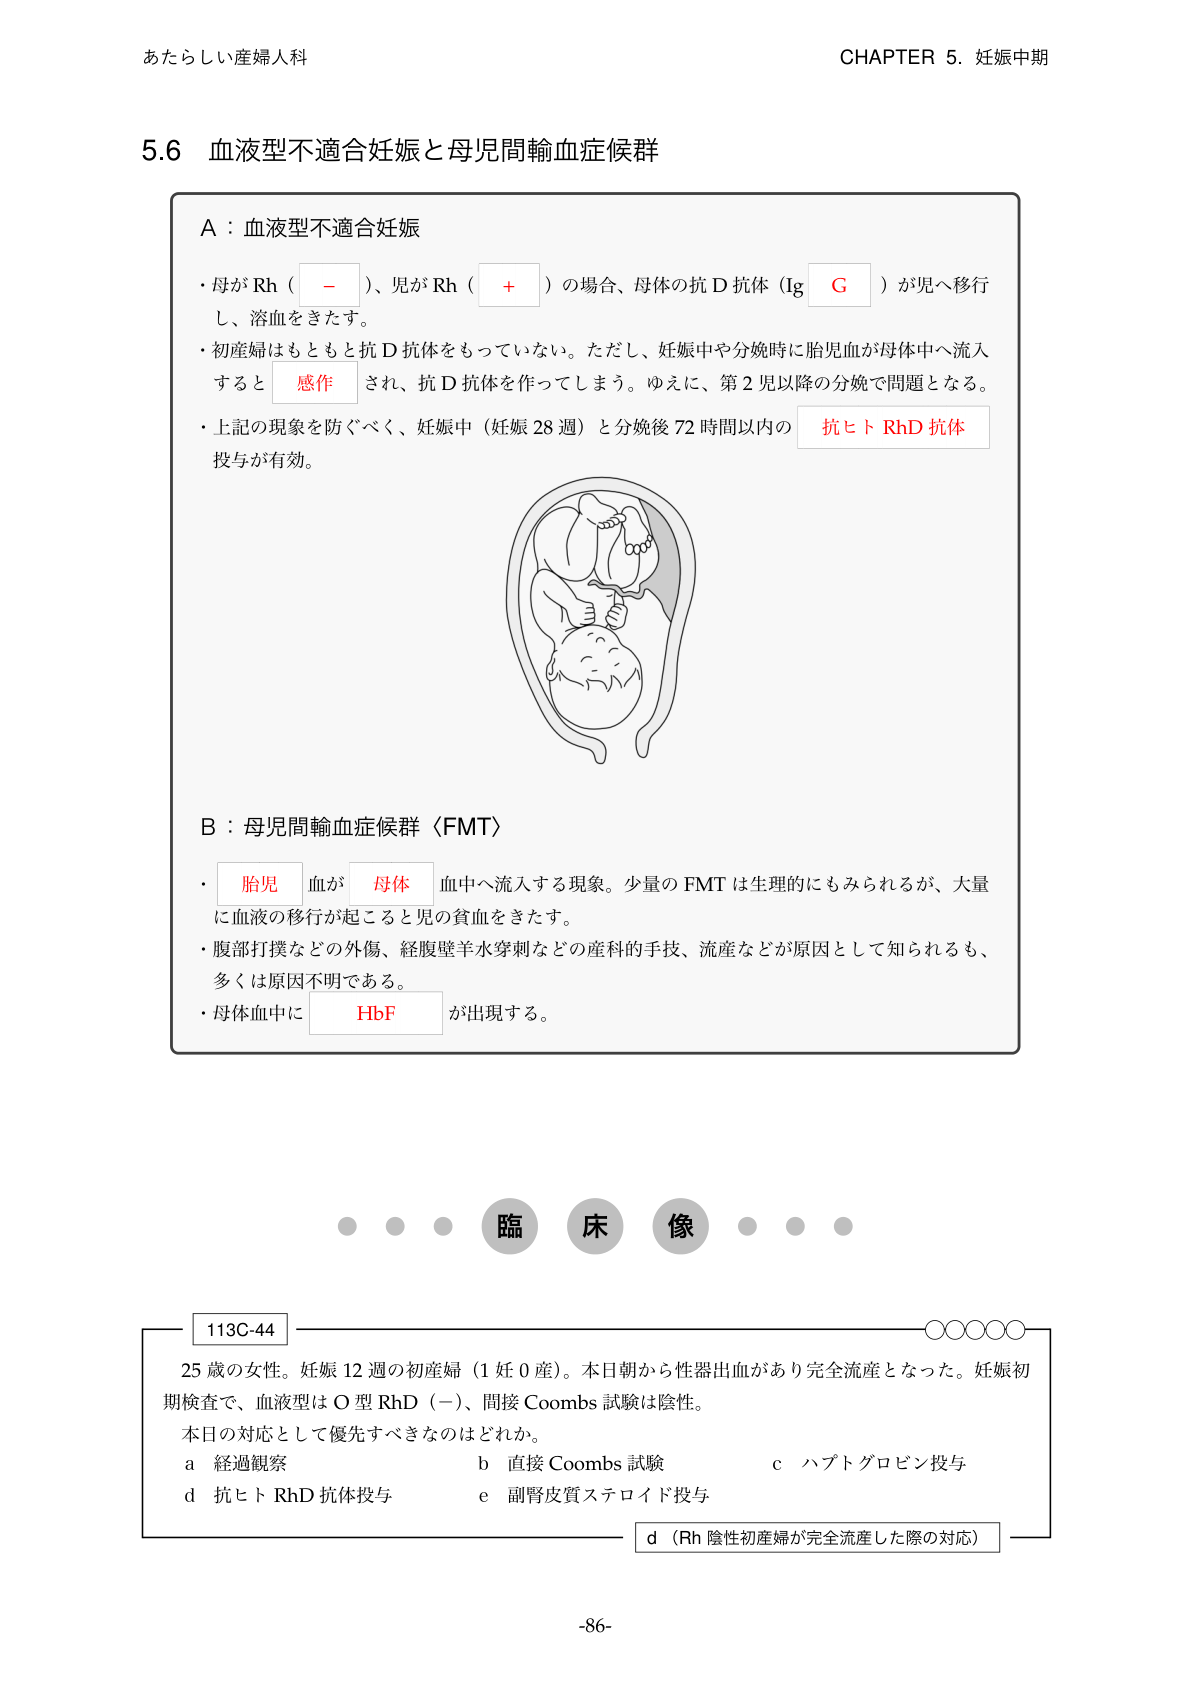 あたらしい産婦人科
CHAPTER 5. 妊娠中期
5.6 血液型不適合妊娠と母児間輸血症候群
A：血液型不適合妊娠
・母が Rh（ − ）、児が Rh（ + ）の場合、母体の抗 D 抗体（Ig G ）が児へ移行
し、溶血をきたす。
・初産婦はもともと抗 D 抗体をもっていない。ただし、妊娠中や分娩時に胎児血が母体中へ流入
すると 感作 され、抗 D 抗体を作ってしまう。ゆえに、第 2 児以降の分娩で問題となる。
・上記の現象を防ぐべく、妊娠中（妊娠 28 週）と分娩後 72 時間以内の 抗ヒト RhD 抗体
投与が有効。
B：母児間輸血症候群〈FMT〉
・ 胎児 血が 母体 血中へ流入する現象。少量の FMT は生理的にもみられるが、大量
に血液の移行が起こると児の貧血をきたす。
・腹部打撲などの外傷、経腹壁羊水穿刺などの産科的手技、流産などが原因として知られるも、
多くは原因不明である。
・母体血中に HbF が出現する。
臨床像
113C-44
25 歳の女性。妊娠 12 週の初産婦（1 妊 0 産）。本日朝から性器出血があり完全流産となった。妊娠初
期検査で、血液型は O 型 RhD（−）、間接 Coombs 試験は陰性。
本日の対応として優先すべきなのはどれか。
a 経過観察 b 直接 Coombs 試験 c ハプトグロビン投与
d 抗ヒト RhD 抗体投与 e 副腎皮質ステロイド投与
d （Rh 陰性初産婦が完全流産した際の対応）
-86-